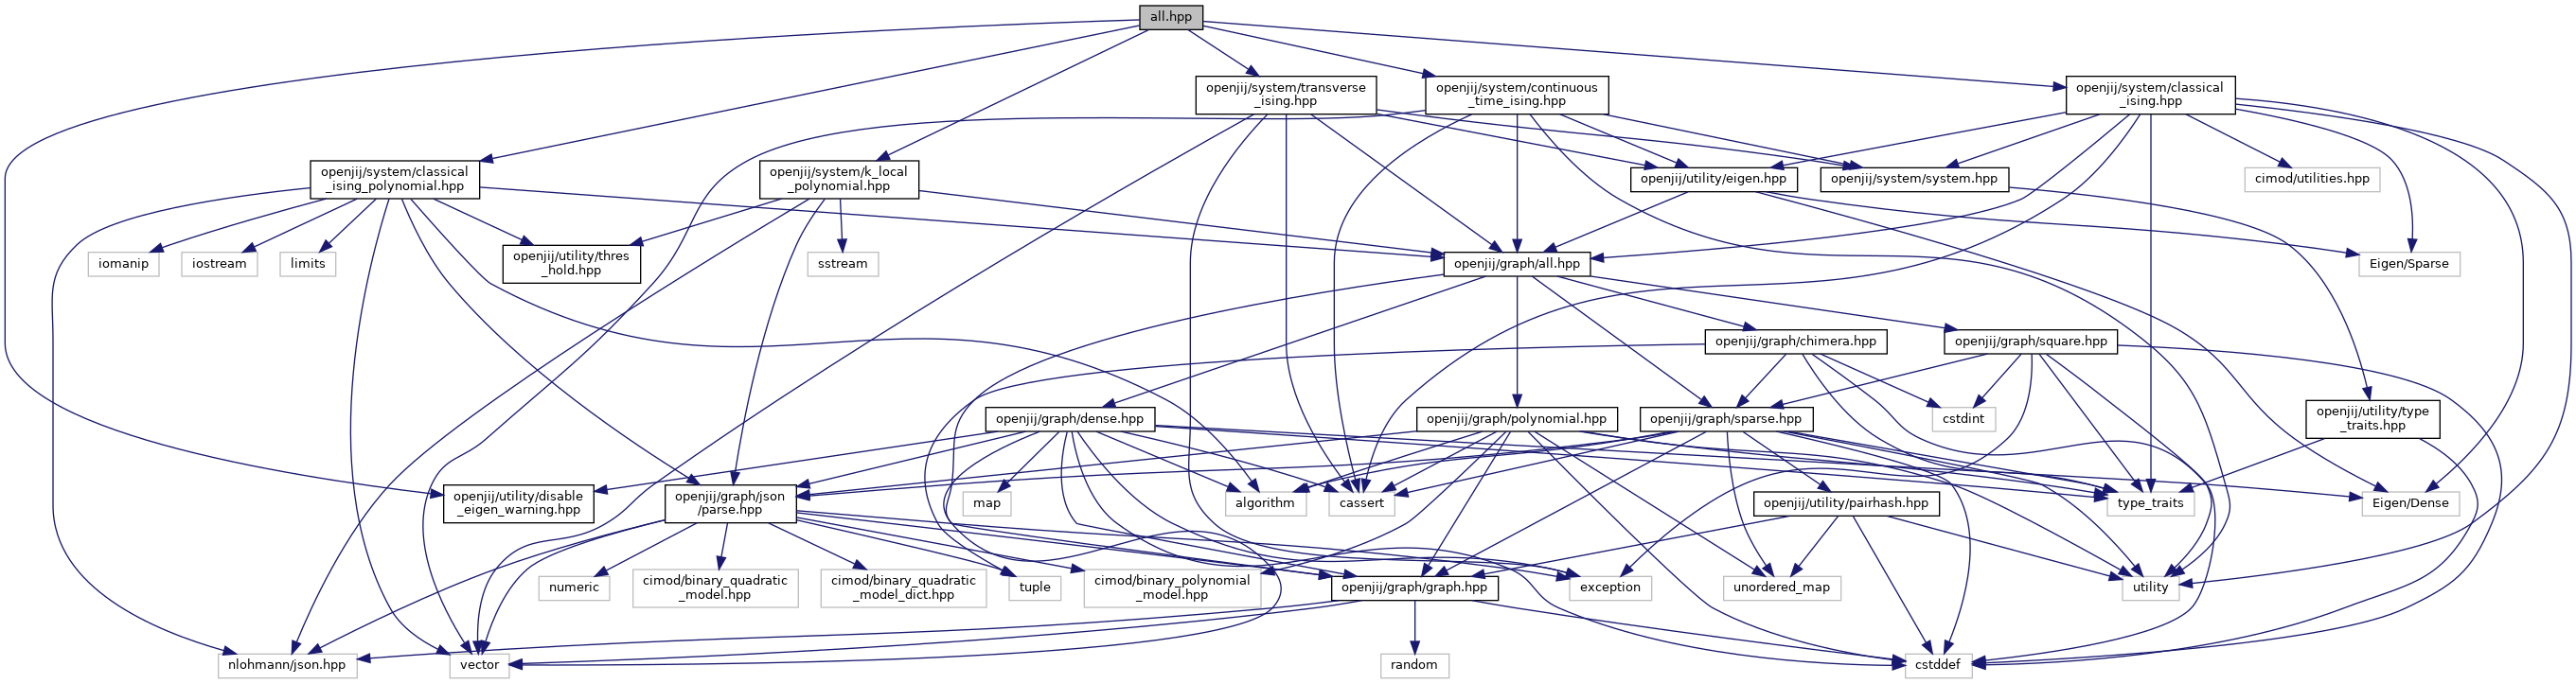 all.hpp
openjij/system/transverse
_ising.hpp
openjij/system/continuous
_time_ising.hpp
openjij/system/classical
_ising.hpp
openjij/system/classical
_ising_polynomial.hpp
openjij/system/k_local
_polynomial.hpp
openjij/utility/eigen.hpp
openjij/system/system.hpp
cimod/utilities.hpp
iomanip
iostream
limits
openjij/utility/thres
_hold.hpp
sstream
openjij/graph/all.hpp
Eigen/Sparse
openjij/graph/chimera.hpp
openjij/graph/square.hpp
openjij/graph/dense.hpp
openjij/graph/polynomial.hpp
openjij/graph/sparse.hpp
cstdint
openjij/utility/type
_traits.hpp
openjij/utility/disable
_eigen_warning.hpp
openjij/graph/json
/parse.hpp
map
algorithm
cassert
openjij/utility/pairhash.hpp
type_traits
Eigen/Dense
numeric
cimod/binary_quadratic
_model.hpp
cimod/binary_quadratic
_model_dict.hpp
tuple
cimod/binary_polynomial
_model.hpp
openjij/graph/graph.hpp
exception
unordered_map
utility
nlohmann/json.hpp
vector
random
cstddef